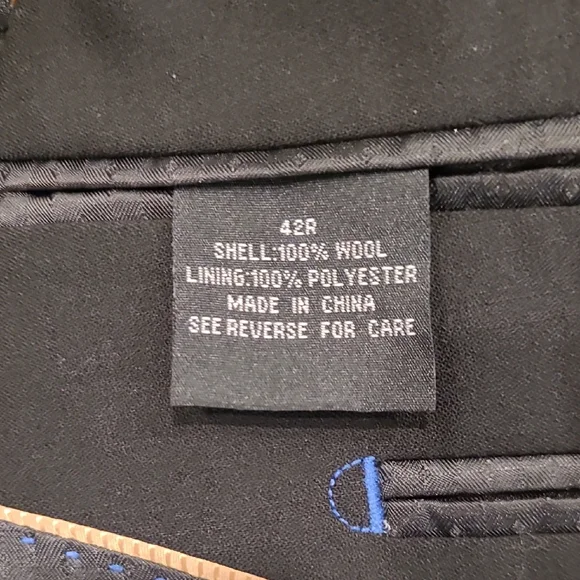 42R
SHELL:100% WOOL
LINING:100% POLYESTER
MADE IN CHINA
SEE REVERSE FOR CARE